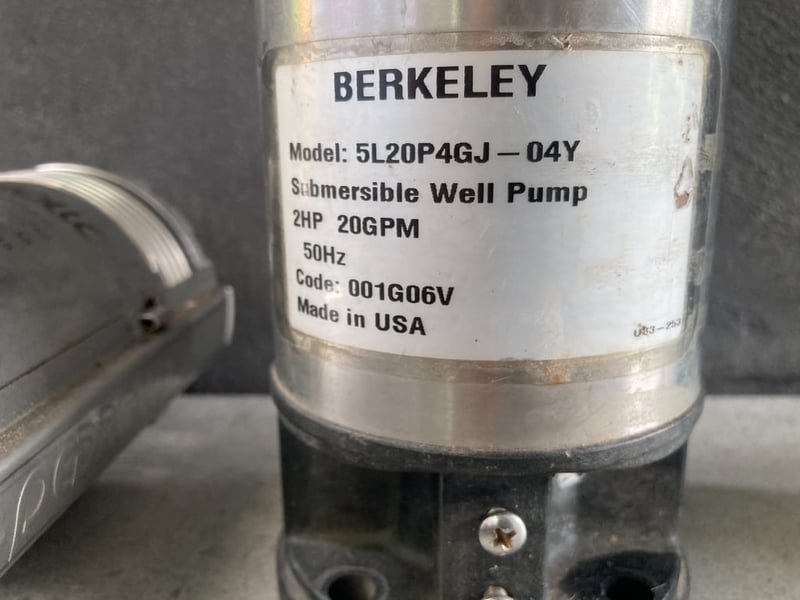 BERKELEY
Model: 5L20P4GJ – 04Y
Submersible Well Pump
2HP 20GPM
50Hz
Code: 001G06V
Made in USA